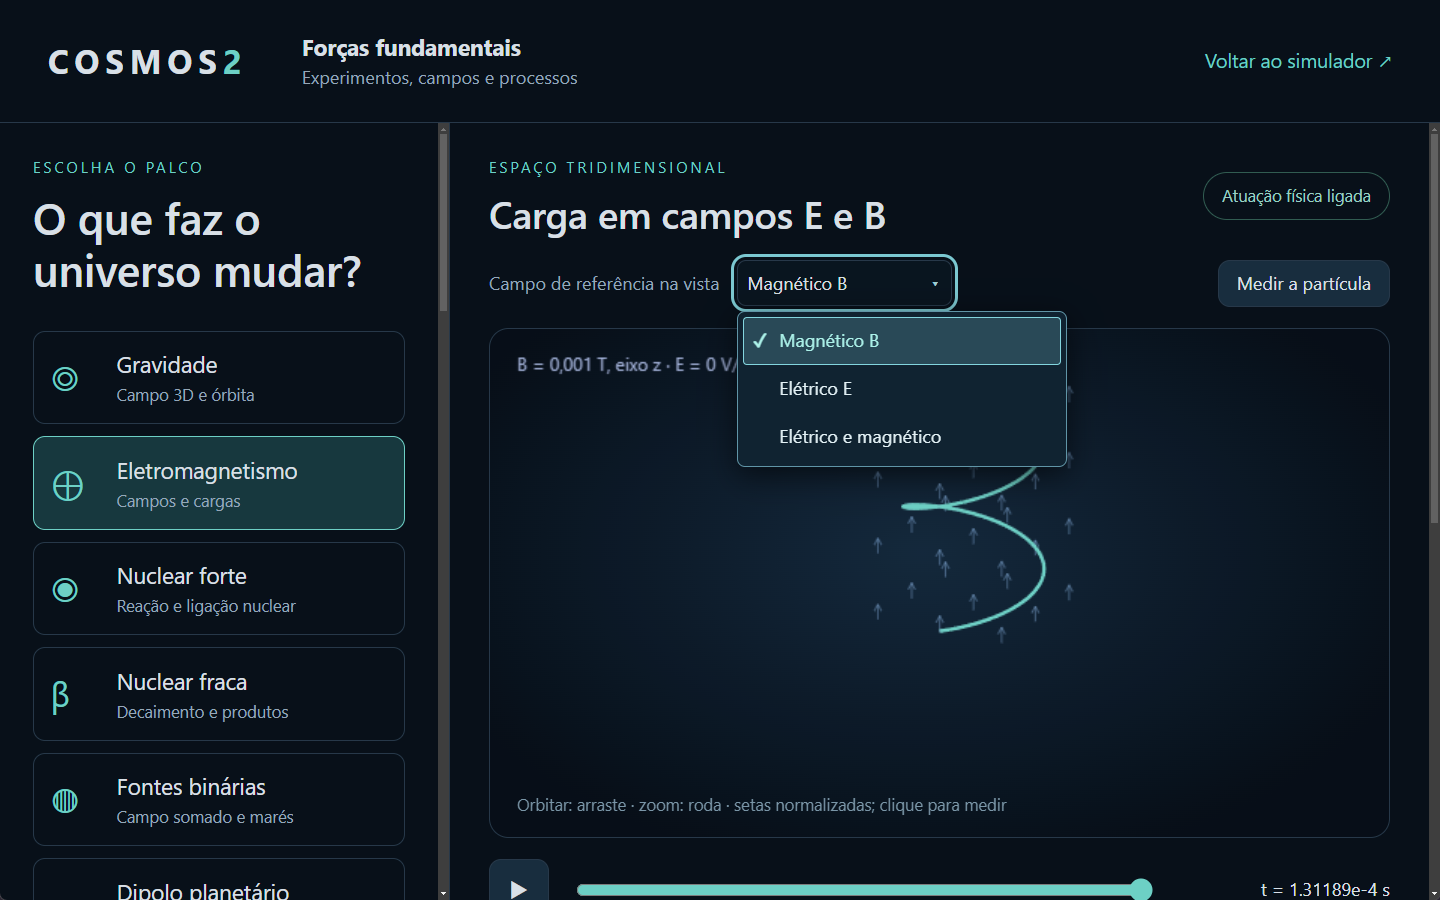 COSMOS2
Forças fundamentais
Experimentos, campos e processos
Voltar ao simulador ↗
ESCOLHA O PALCO
O que faz o
universo mudar?
Gravidade
Campo 3D e órbita
Eletromagnetismo
Campos e cargas
Nuclear forte
Reação e ligação nuclear
β
Nuclear fraca
Decaimento e produtos
Fontes binárias
Campo somado e marés
Dipolo planetário
ESPAÇO TRIDIMENSIONAL
Carga em campos E e B
Atuação física ligada
Campo de referência na vista
Magnético B
Medir a partícula
✓ Magnético B
Elétrico E
Elétrico e magnético
B = 0,001 T, eixo z · E = 0 V/
Orbitar: arraste · zoom: roda · setas normalizadas; clique para medir
t = 1.31189e-4 s